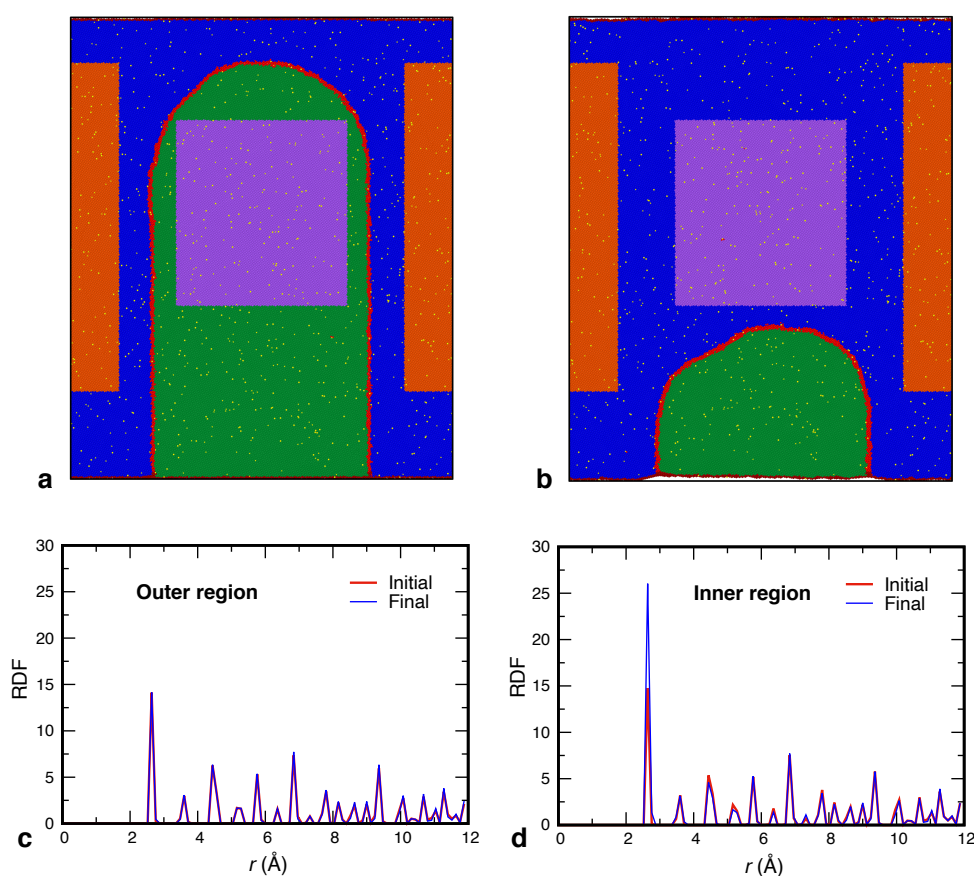 a
b
30
25
20
15
10
5
0
RDF
Outer region
Initial
Final
0 2 4 6 8 10 12
r (Å)
c
30
25
20
15
10
5
0
RDF
Inner region
Initial
Final
0 2 4 6 8 10 12
r (Å)
d